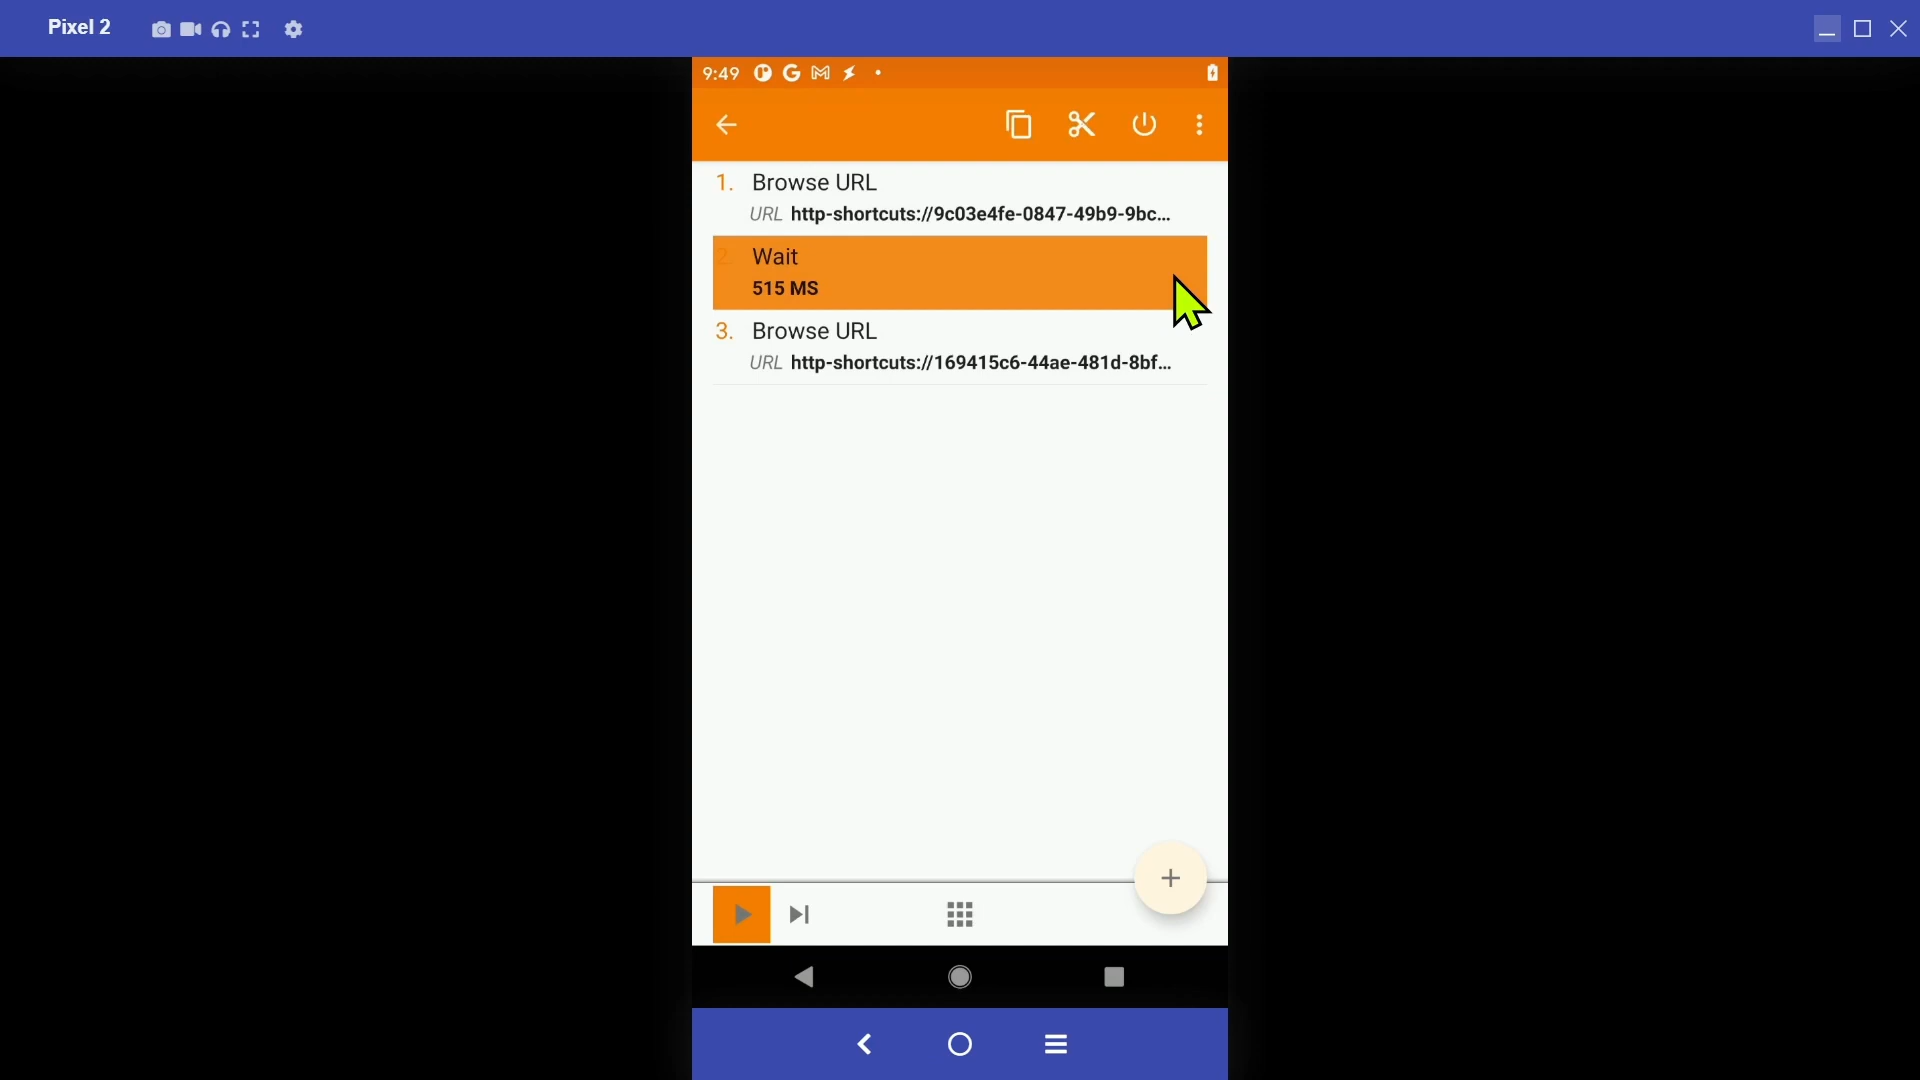 Pixel 2
9:49
1. Browse URL
URL http-shortcuts://9c03e4fe-0847-49b9-9bc...
2. Wait
515 MS
3. Browse URL
URL http-shortcuts://169415c6-44ae-481d-8bf...